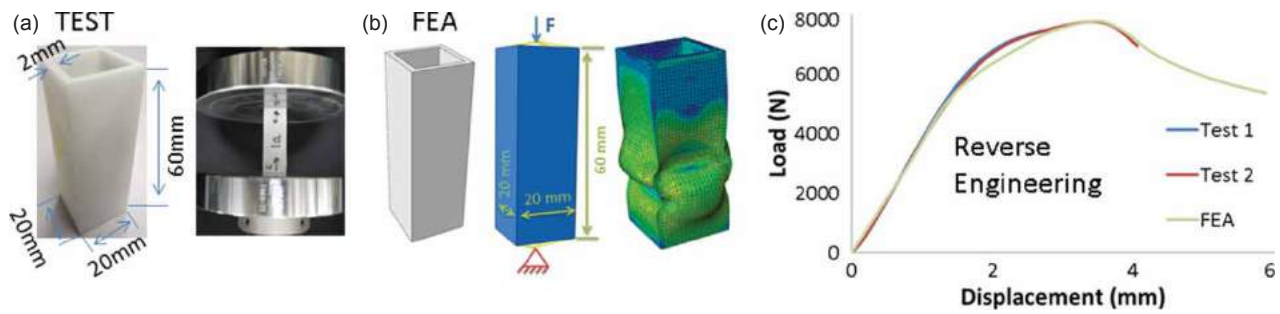 (a) TEST
2mm
60mm
20mm
20mm
(b) FEA
F
60 mm
20 mm
20 mm
(c)
8000
6000
4000
2000
0
Load (N)
Reverse
Engineering
Test 1
Test 2
FEA
0
2
4
6
Displacement (mm)